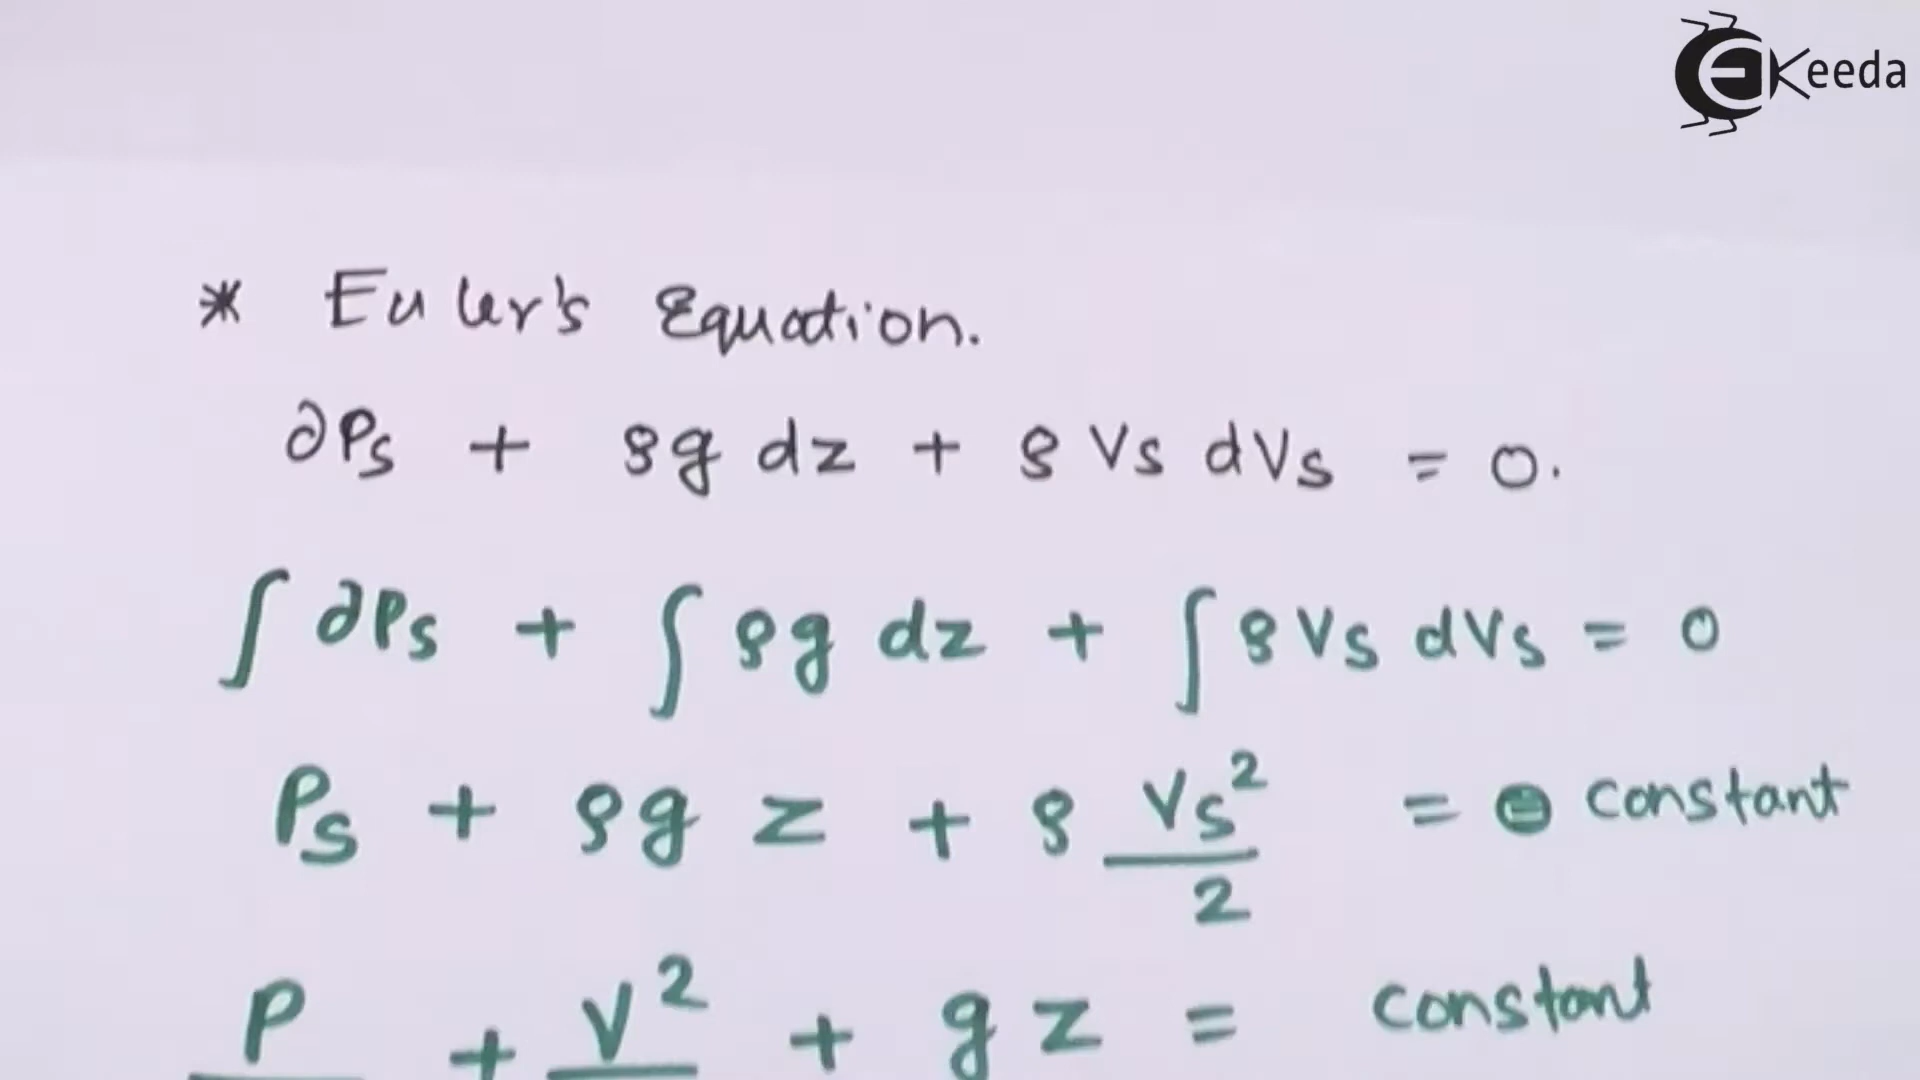 EKeeda
* Euler's Equation.
∂Ps + ρg dz + ρ Vs dVs = 0.
∫ ∂Ps + ∫ ρg dz + ∫ ρ Vs dVs = 0
Ps + ρg z + ρ Vs²/2 = constant
P + V² + g z = constant